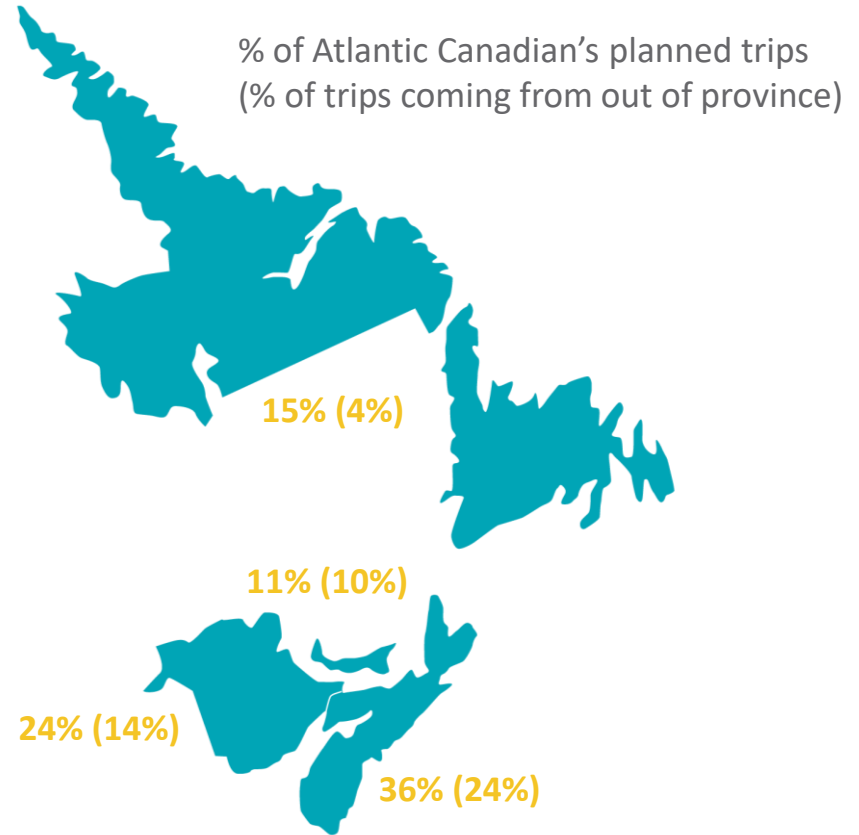 % of Atlantic Canadian’s planned trips
(% of trips coming from out of province)
15% (4%)
11% (10%)
24% (14%)
36% (24%)